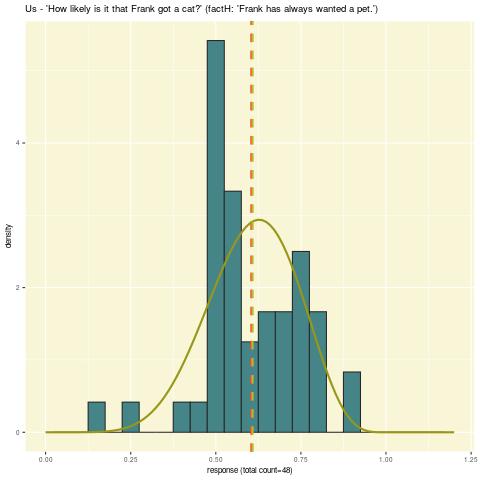 Us - 'How likely is it that Frank got a cat?' (factH: 'Frank has always wanted a pet.')
density
4
2
0
0.00 0.25 0.50 0.75 1.00 1.25
response (total count=48)